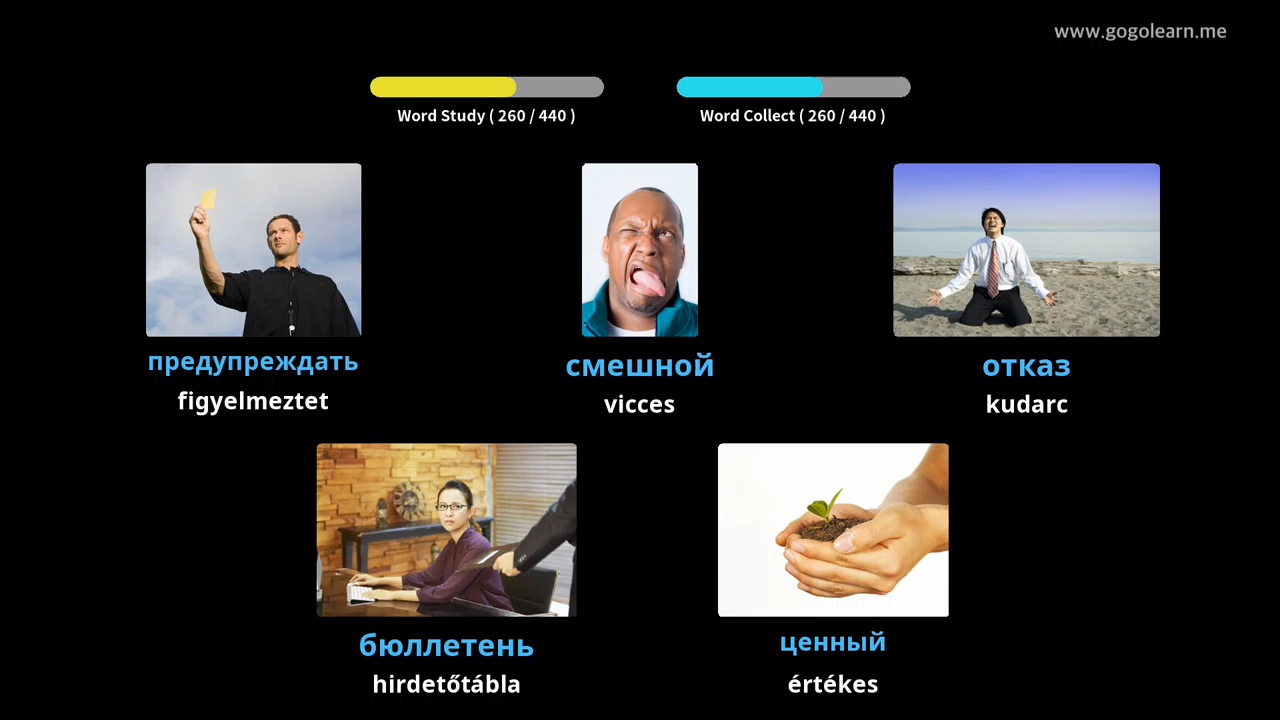 www.gogolearn.me
Word Study ( 260 / 440 )
Word Collect ( 260 / 440 )
предупреждать
figyelmeztet
смешной
vicces
отказ
kudarc
бюллетень
hirdetőtábla
ценный
értékes